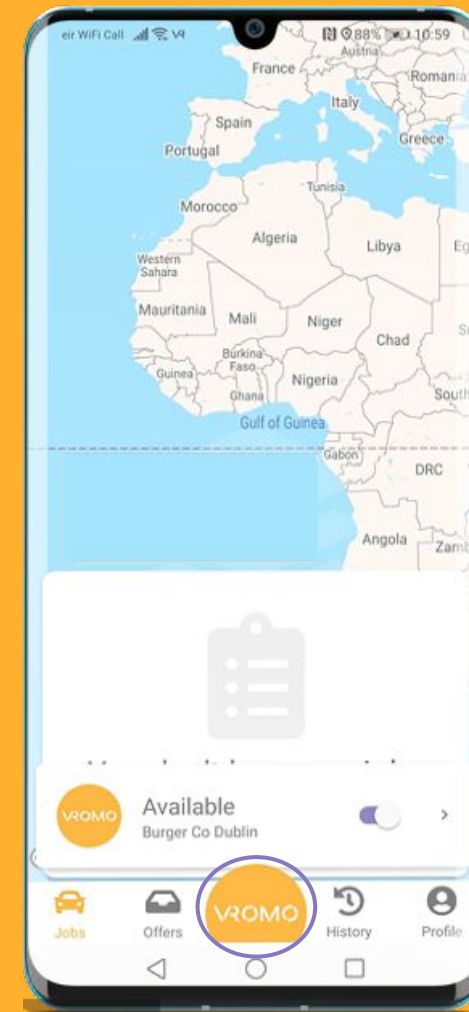 eir WiFi Call
88% 10:59
Austria
France
Romania
Italy
Spain
Greece
Portugal
Tunisia
Morocco
Algeria
Libya
Western
Sahara
Mauritania
Mali
Niger
Chad
Burkina
Faso
Guinea
Nigeria
Ghana
South
Gulf of Guinea
Gabon
DRC
Angola
VROMO
Available
Burger Co Dublin
Jobs
Offers
VROMO
History
Profile